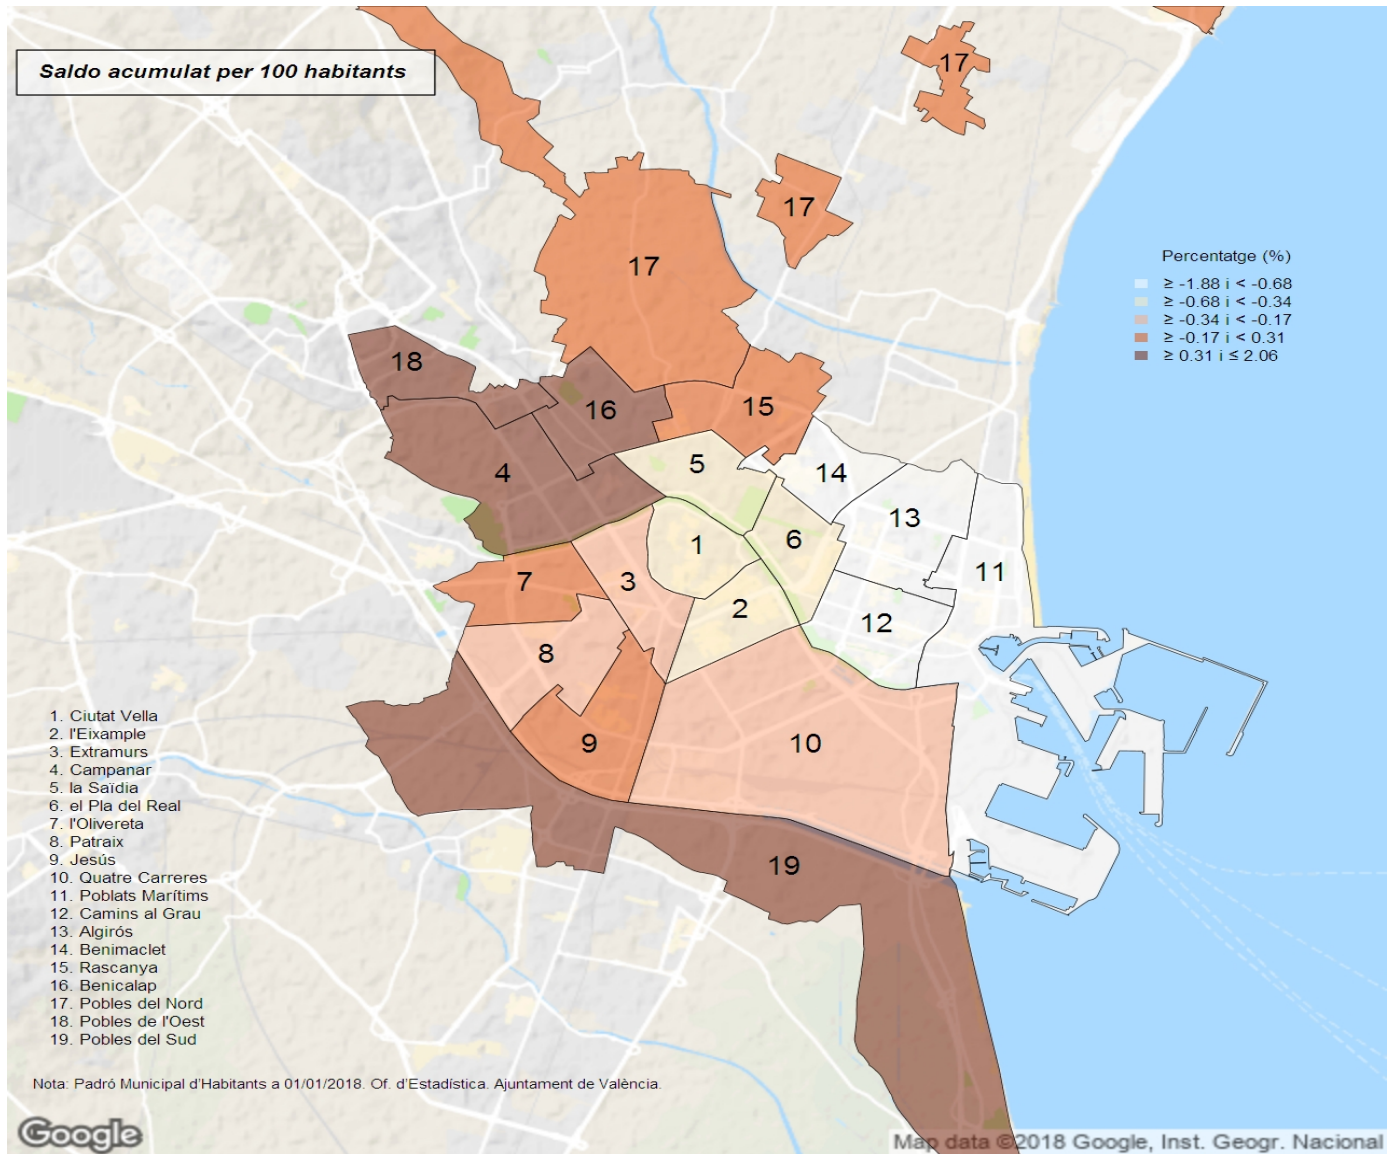 Saldo acumulat per 100 habitants
17
17
17
Percentatge (%)
≥ -1.88 i < -0.68
≥ -0.68 i < -0.34
≥ -0.34 i < -0.17
≥ -0.17 i < 0.31
≥ 0.31 i ≤ 2.06
18
16
15
4
5
14
13
6
1
11
7
3
2
12
8
9
10
19
1. Ciutat Vella
2. l'Eixample
3. Extramurs
4. Campanar
5. la Saïdia
6. el Pla del Real
7. l'Olivereta
8. Patraix
9. Jesús
10. Quatre Carreres
11. Poblats Marítims
12. Camins al Grau
13. Algirós
14. Benimaclet
15. Rascanya
16. Benicalap
17. Pobles del Nord
18. Pobles de l'Oest
19. Pobles del Sud
Nota: Padró Municipal d'Habitants a 01/01/2018. Of. d'Estadística. Ajuntament de València.
Google
Map data ©2018 Google, Inst. Geogr. Nacional